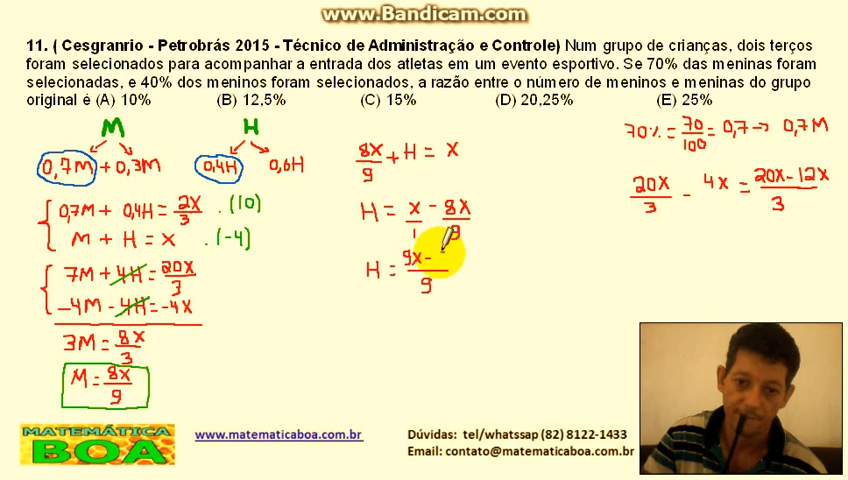 www.Bandicam.com
11. ( Cesgranrio - Petrobrás 2015 - Técnico de Administração e Controle) Num grupo de crianças, dois terços
foram selecionados para acompanhar a entrada dos atletas em um evento esportivo. Se 70% das meninas foram
selecionadas, e 40% dos meninos foram selecionados, a razão entre o número de meninos e meninas do grupo
original é (A) 10% (B) 12,5% (C) 15% (D) 20,25% (E) 25%
M
0,7M + 0,3M
0,7M + 0,4H = 2X/3 . (10)
M + H = X . (-4)
7M + 4H = 20X/3
-4M - 4H = -4X
3M = 8X/3
M = 8X/9
H
0,4H 0,6H
8X/9 + H = X
H = X/1 - 8X/9
H = 9X-/9
70% = 70/100 = 0,7 → 0,7M
20X/3 - 4X = 20X-12X/3
MATEMÁTICA
BOA
www.matematicaboa.com.br
Dúvidas: tel/whatssap (82) 8122-1433
Email: contato@matematicaboa.com.br